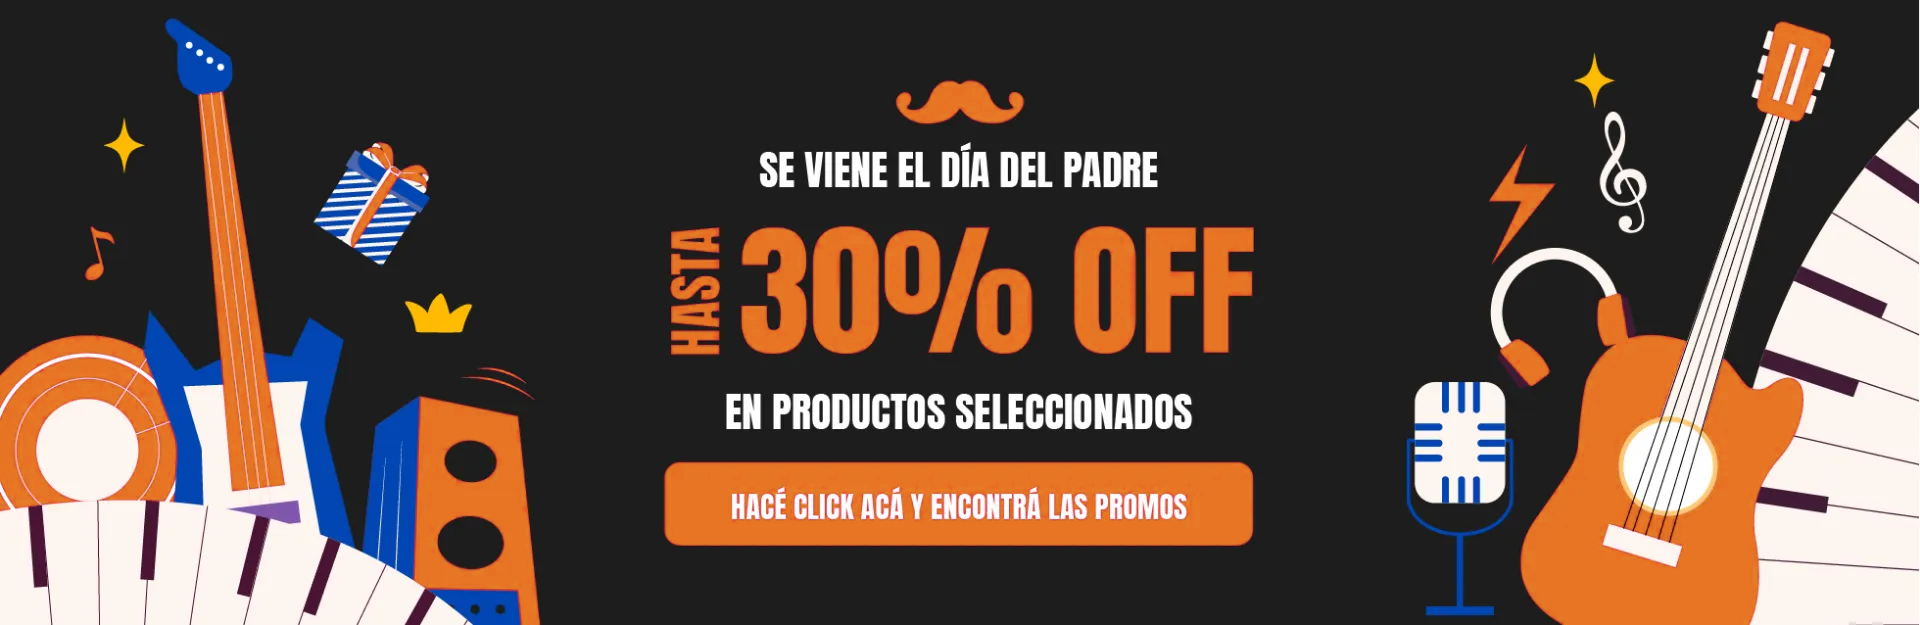 SE VIENE EL DÍA DEL PADRE
HASTA
30% OFF
EN PRODUCTOS SELECCIONADOS
HACÉ CLICK ACÁ Y ENCONTRÁ LAS PROMOS